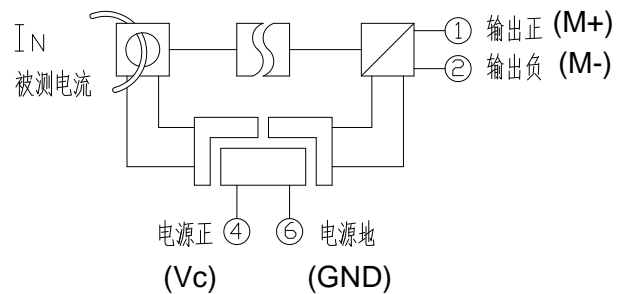 IN
被测电流
① 输出正 (M+)
② 输出负 (M-)
电源正 ④ ⑥ 电源地
(Vc) (GND)